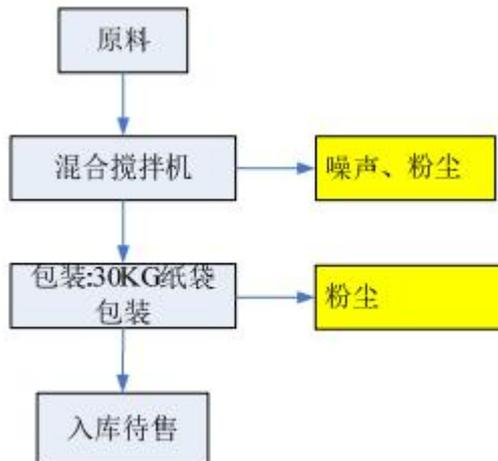 原料
混合搅拌机
噪声、粉尘
包装:30KG纸袋
包装
粉尘
入库待售